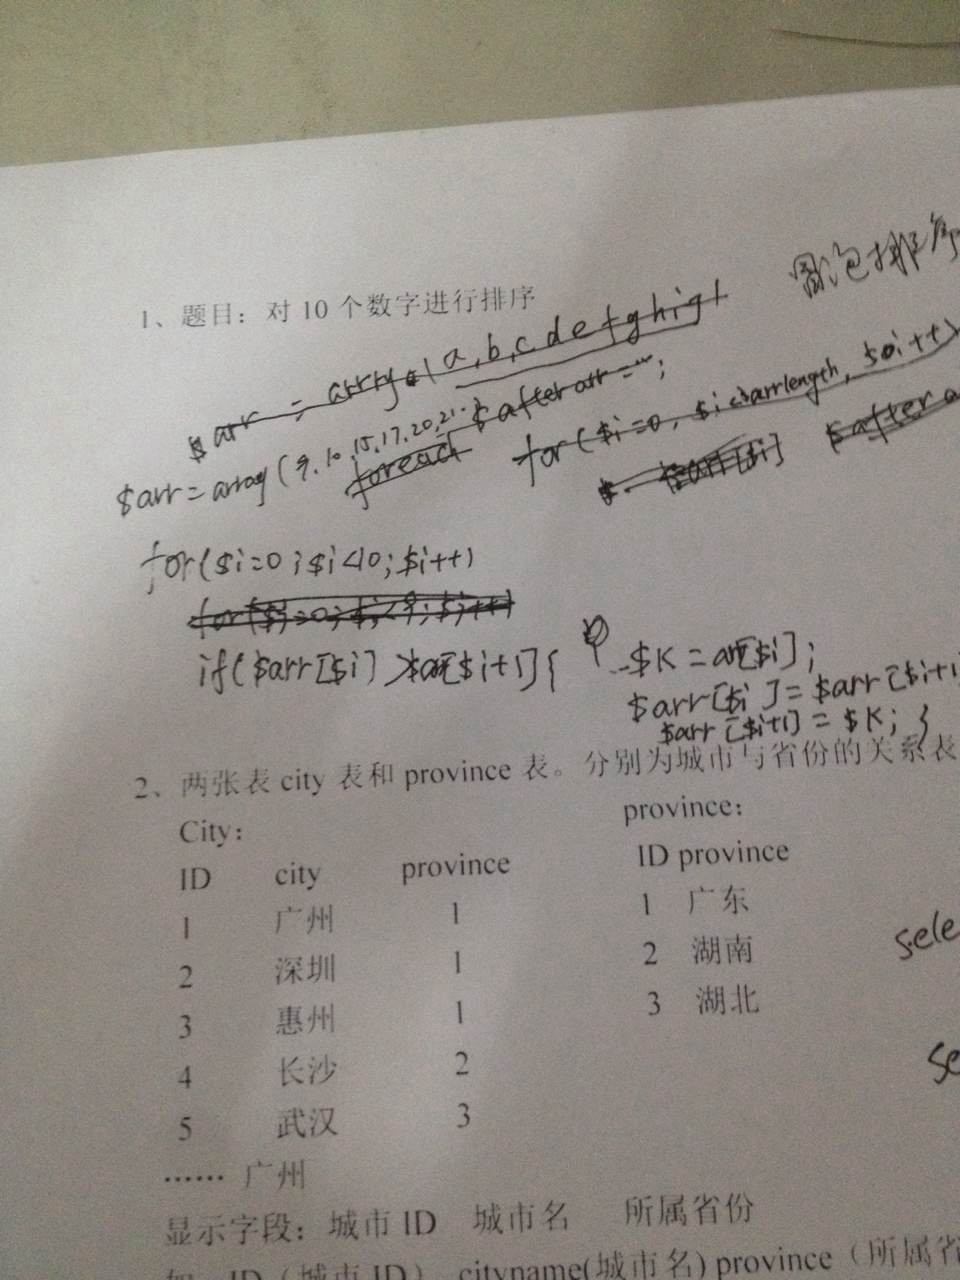 冒泡排序
1、题目：对 10 个数字进行排序
$arr = array(a,b,c,d,e,f,g,h,i,g)
$after arr = "";
$arr=array(9,10,15,17,20,21..)
foreach
for($i=0, $i<$arrlength, $i++)
$arr[$i]
$after a
for($i=0;$i<10;$i++)
for($j=0;$j<9;$j++)
if($arr[$i]>$arr[$i+1]{
$K=arr[$i];
$arr[$i]=$arr[$i+1]
$arr[$i+1]=$K; }
2、两张表 city 表和 province 表。分别为城市与省份的关系表
City： province：
ID city province ID province
1 广州 1 1 广东
2 深圳 1 2 湖南
3 惠州 1 3 湖北
4 长沙 2
5 武汉 3
sele
se
…… 广州
显示字段：城市 ID 城市名 所属省份
如 ID（城市 ID） cityname(城市名) province（所属省